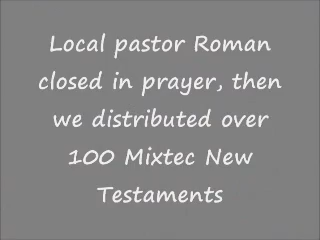 Local pastor Roman
closed in prayer, then
we distributed over
100 Mixtec New
Testaments